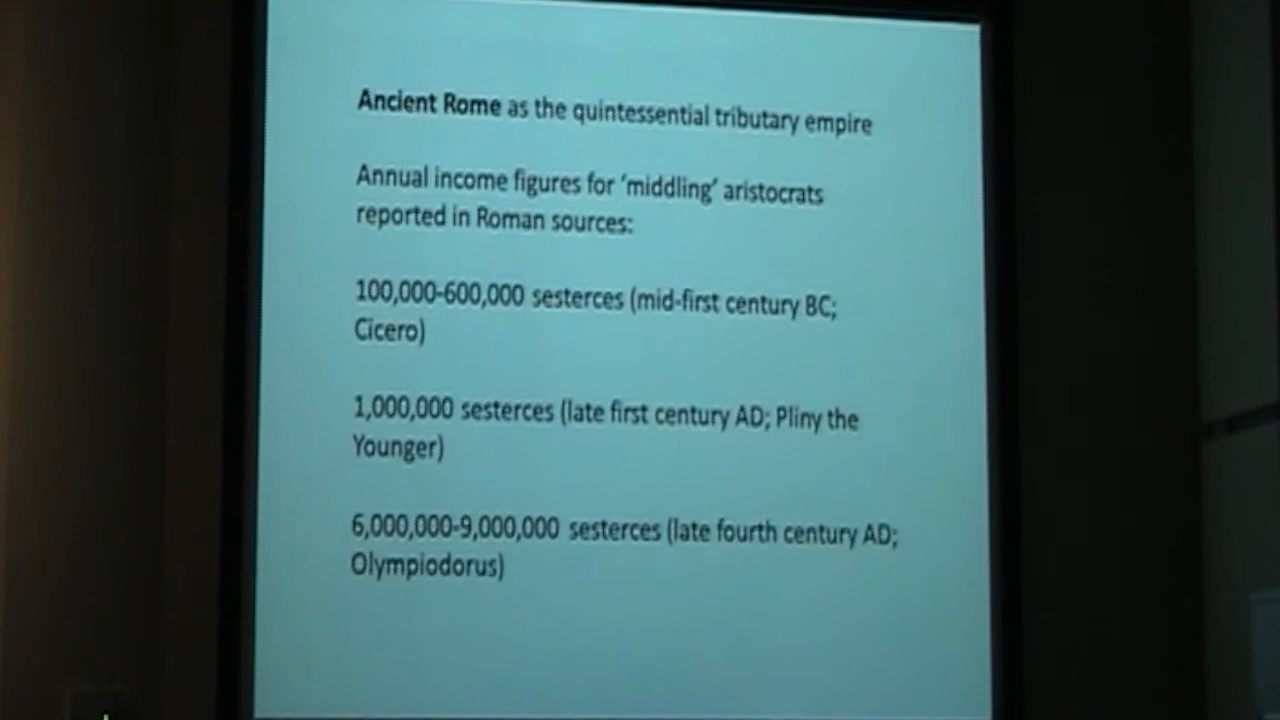 Ancient Rome as the quintessential tributary empire
Annual income figures for ‘middling’ aristocrats
reported in Roman sources:
100,000-600,000 sesterces (mid-first century BC;
Cicero)
1,000,000 sesterces (late first century AD; Pliny the
Younger)
6,000,000-9,000,000 sesterces (late fourth century AD;
Olympiodorus)